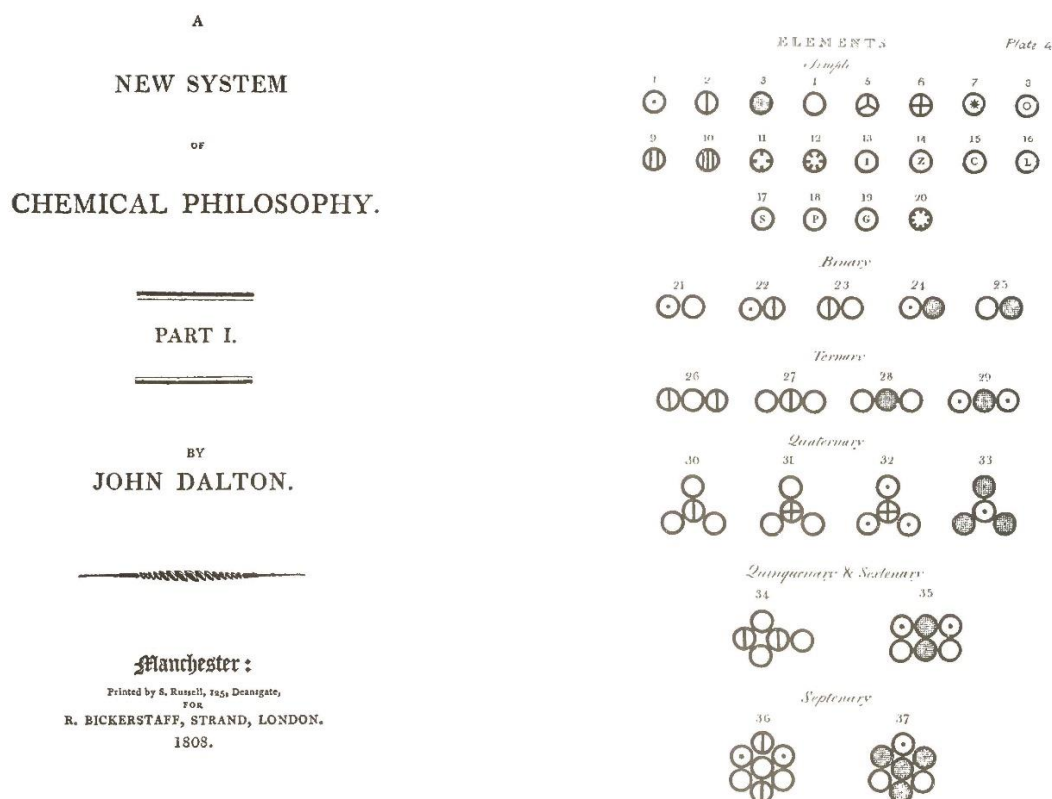 A
NEW SYSTEM
OF
CHEMICAL PHILOSOPHY.
PART I.
BY
JOHN DALTON.
Manchester:
Printed by S. Russell, 125, Deansgate,
FOR
R. BICKERSTAFF, STRAND, LONDON.
1808.
ELEMENTS Plate 4
Simple
1 2 3 4 5 6 7 8
9 10 11 12 13 14 15 16
I Z C L
17 18 19 20
S P G
Binary
21 22 23 24 25
Ternary
26 27 28 29
Quaternary
30 31 32 33
Quinquenary & Sextenary
34 35
Septenary
36 37